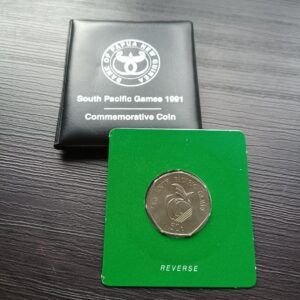 BANK OF PAPUA NEW GUINEA
South Pacific Games 1991
Commemorative Coin
REVERSE